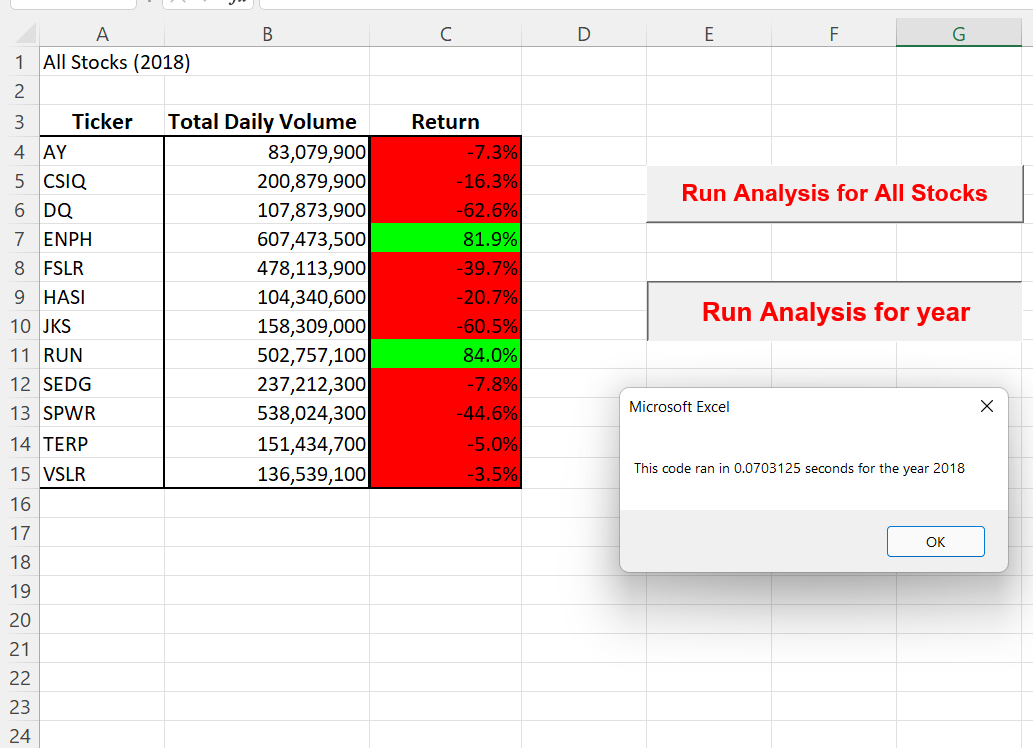 A B C D E F G
1 All Stocks (2018)
2
3 Ticker Total Daily Volume Return
4 AY 83,079,900 -7.3%
5 CSIQ 200,879,900 -16.3%
Run Analysis for All Stocks
6 DQ 107,873,900 -62.6%
7 ENPH 607,473,500 81.9%
8 FSLR 478,113,900 -39.7%
9 HASI 104,340,600 -20.7%
Run Analysis for year
10 JKS 158,309,000 -60.5%
11 RUN 502,757,100 84.0%
12 SEDG 237,212,300 -7.8%
13 SPWR 538,024,300 -44.6%
14 TERP 151,434,700 -5.0%
15 VSLR 136,539,100 -3.5%
Microsoft Excel
This code ran in 0.0703125 seconds for the year 2018
OK
16
17
18
19
20
21
22
23
24